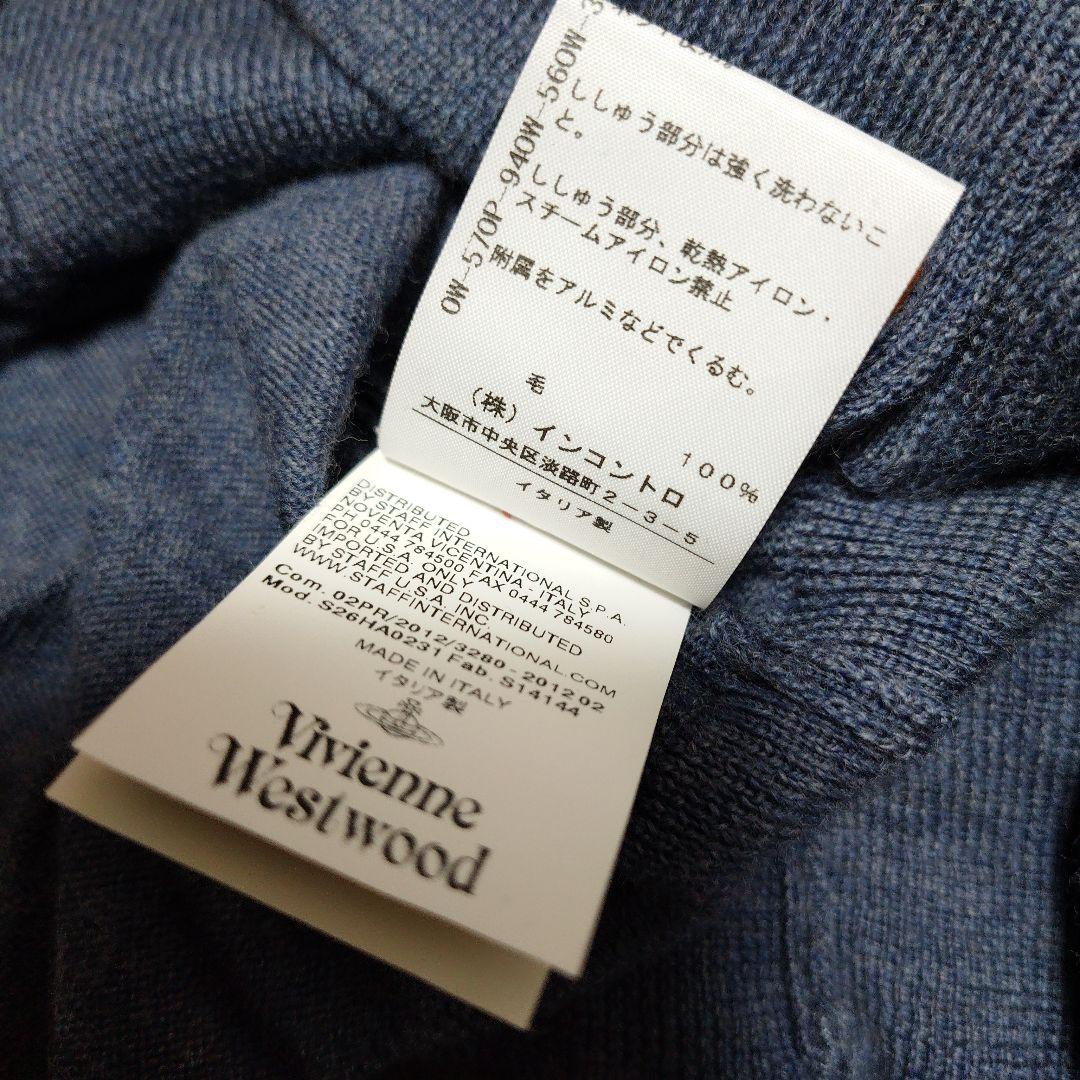 ししゅう部分は強く洗わないこ
と。
ししゅう部分、乾熱アイロン・
スチームアイロン禁止
附属をアルミなどでくるむ。
毛 100%
(株)インコントロ
大阪市中央区淡路町2-3-5
イタリア製
OW-570P-940W-560W-3
DISTRIBUTED
BY STAFF INTERNATIONAL S.P.A.
NOVENTA VICENTINA, ITALY
FOR 0444 784500 FAX 0444 784580
IMPOR U.S.A. AND DISTRIBUTED
BY STAFF U.S.A. INC.
WWW.STAFFINTERNATIONAL.COM
Com. 02PR/2012/3280-2012.02
Mod. S26HA0231 Fab. S14144
MADE IN ITALY
イタリア製
Vivienne
Westwood